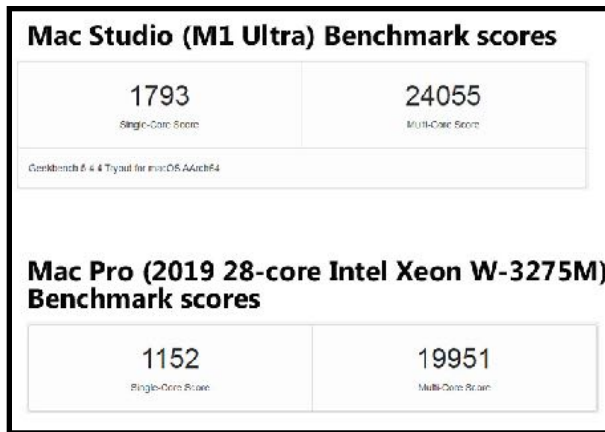 Mac Studio (M1 Ultra) Benchmark scores
1793 24055
Single-Core Score Multi-Core Score
Geekbench 5.4.4 Tryout for macOS AArch64
Mac Pro (2019 28-core Intel Xeon W-3275M)
Benchmark scores
1152 19951
Single-Core Score Multi-Core Score